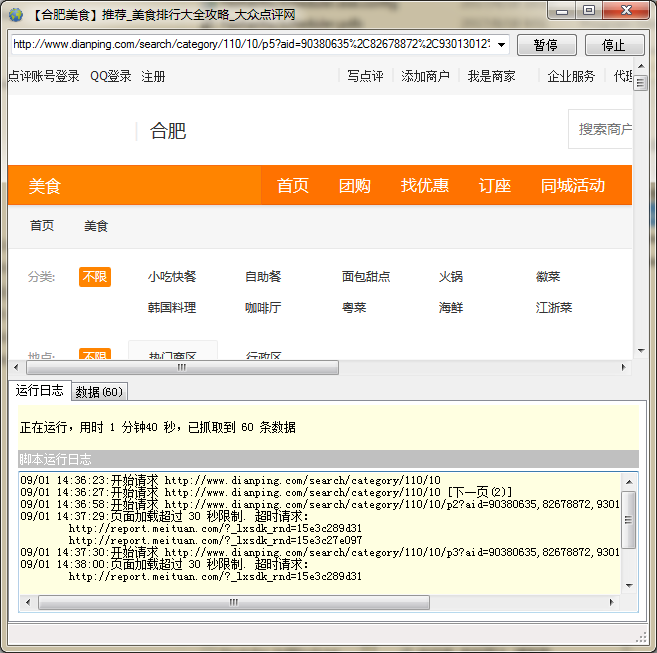 【合肥美食】推荐_美食排行大全攻略_大众点评网
http://www.dianping.com/search/category/110/10/p5?aid=90380635%2C82678872%2C93013012%
暂停 停止
点评账号登录 QQ登录 注册 写点评 添加商户 我是商家 企业服务 代理
合肥 搜索商户
美食 首页 团购 找优惠 订座 同城活动
首页 美食
分类: 不限 小吃快餐 自助餐 面包甜点 火锅 徽菜
韩国料理 咖啡厅 粤菜 海鲜 江浙菜
地点: 不限 热门商区 行政区
运行日志 数据(60)
正在运行，用时 1 分钟40 秒，已抓取到 60 条数据
脚本运行日志
09/01 14:36:23:开始请求 http://www.dianping.com/search/category/110/10
09/01 14:36:27:开始请求 http://www.dianping.com/search/category/110/10 [下一页(2)]
09/01 14:36:58:开始请求 http://www.dianping.com/search/category/110/10/p2?aid=90380635,82678872,9301
09/01 14:37:29:页面加载超过 30 秒限制. 超时请求:
http://report.meituan.com/?_lxsdk_rnd=15e3c289d31
http://report.meituan.com/?_lxsdk_rnd=15e3c27e097
09/01 14:37:30:开始请求 http://www.dianping.com/search/category/110/10/p3?aid=90380635,82678872,9301
09/01 14:38:00:页面加载超过 30 秒限制. 超时请求:
http://report.meituan.com/?_lxsdk_rnd=15e3c289d31